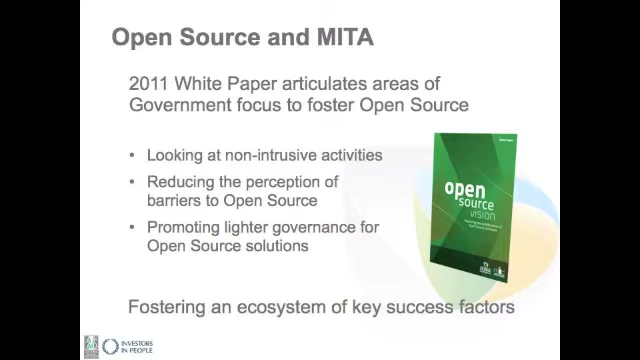 Open Source and MITA
2011 White Paper articulates areas of
Government focus to foster Open Source
• Looking at non-intrusive activities
• Reducing the perception of
barriers to Open Source
• Promoting lighter governance for
Open Source solutions
open
source
vision
Fostering an ecosystem of key success factors
INVESTORS
IN PEOPLE